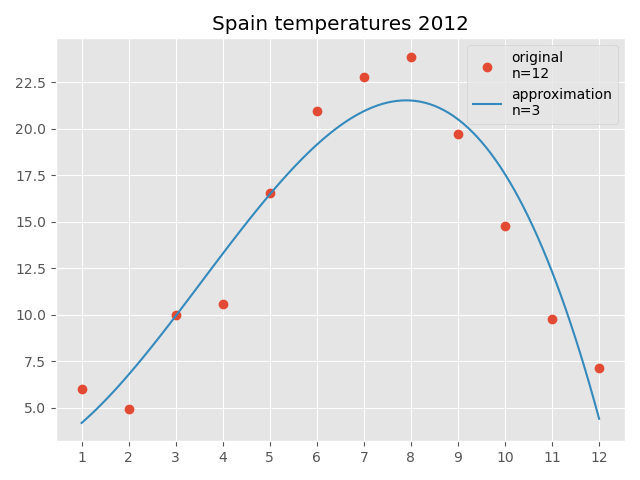 Spain temperatures 2012
original
n=12
approximation
n=3
22.5
20.0
17.5
15.0
12.5
10.0
7.5
5.0
1 2 3 4 5 6 7 8 9 10 11 12